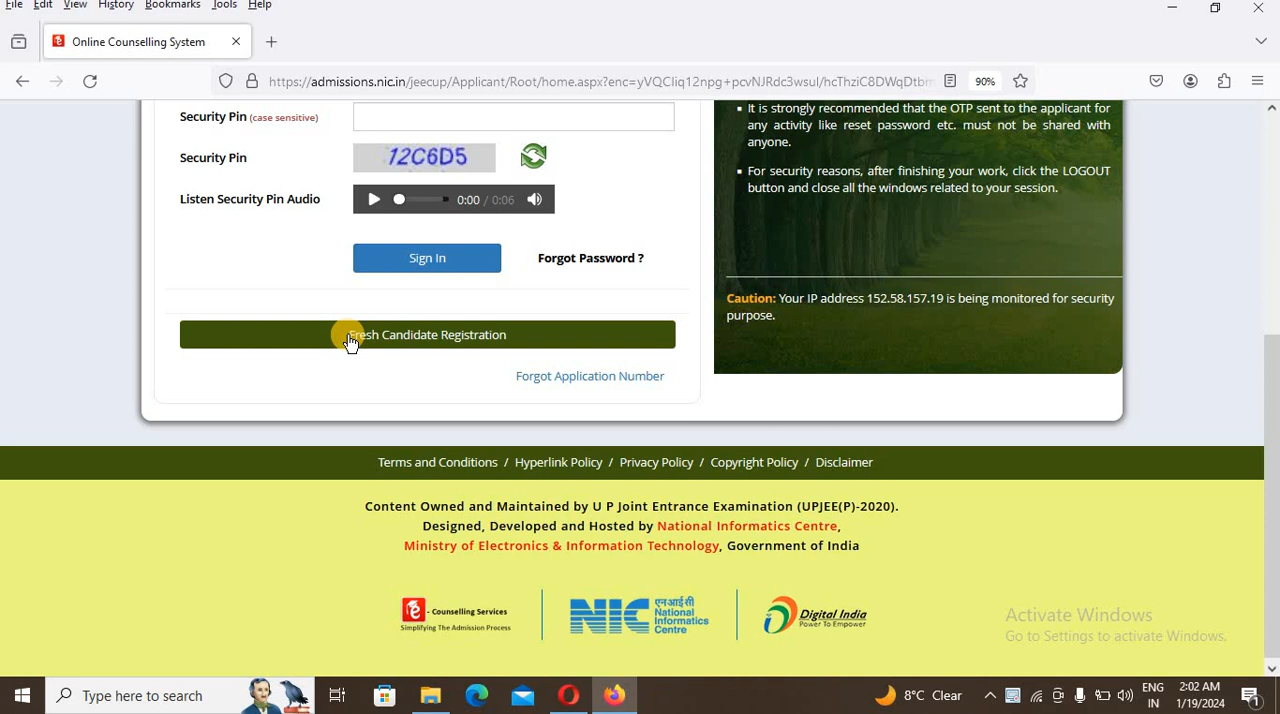 File Edit View History Bookmarks Tools Help
Online Counselling System
https://admissions.nic.in/jeecup/Applicant/Root/home.aspx?enc=yVQCIiq12npg+pcvNJRdc3wsul/hcThziC8DWqDtbm
90%
Security Pin (case sensitive)
Security Pin 12C6D5
Listen Security Pin Audio 0:00 / 0:06
Sign In Forgot Password ?
Fresh Candidate Registration
Forgot Application Number
It is strongly recommended that the OTP sent to the applicant for
any activity like reset password etc. must not be shared with
anyone.
For security reasons, after finishing your work, click the LOGOUT
button and close all the windows related to your session.
Caution: Your IP address 152.58.157.19 is being monitored for security
purpose.
Terms and Conditions / Hyperlink Policy / Privacy Policy / Copyright Policy / Disclaimer
Content Owned and Maintained by U P Joint Entrance Examination (UPJEE(P)-2020).
Designed, Developed and Hosted by National Informatics Centre,
Ministry of Electronics & Information Technology, Government of India
e - Counselling Services
Simplifying The Admission Process
NIC एनआईसी
National
Informatics
Centre
Digital India
Power To Empower
Activate Windows
Go to Settings to activate Windows.
Type here to search
8°C Clear
ENG
IN
2:02 AM
1/19/2024